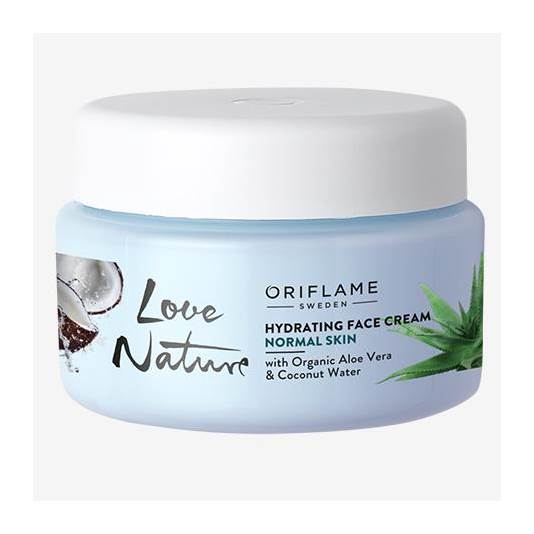 Love
Nature
ORIFLAME
SWEDEN
HYDRATING FACE CREAM
NORMAL SKIN
with Organic Aloe Vera
& Coconut Water